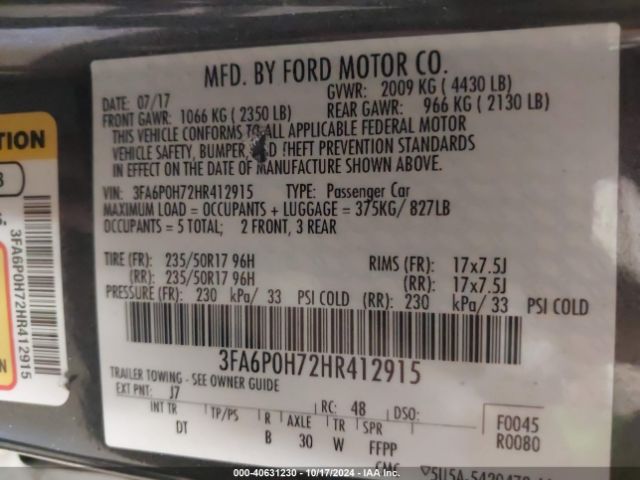 MFD. BY FORD MOTOR CO.
DATE: 07/17
GVWR: 2009 KG ( 4430 LB)
FRONT GAWR: 1066 KG ( 2350 LB)
REAR GAWR: 966 KG ( 2130 LB)
THIS VEHICLE CONFORMS TO ALL APPLICABLE FEDERAL MOTOR
VEHICLE SAFETY, BUMPER, THEFT PREVENTION STANDARDS
IN EFFECT ON THE DATE OF MANUFACTURE SHOWN ABOVE.
VIN: 3FA6P0H72HR412915 TYPE: Passenger Car
MAXIMUM LOAD = OCCUPANTS + LUGGAGE = 375KG/ 827LB
OCCUPANTS = 5 TOTAL; 2 FRONT, 3 REAR
TIRE (FR): 235/50R17 96H RIMS (FR): 17x7.5J
(RR): 235/50R17 96H (RR): 17x7.5J
PRESSURE (FR): 230 kPa/ 33 PSI COLD (RR): 230 kPa/ 33 PSI COLD
3FA6P0H72HR412915
TRAILER TOWING - SEE OWNER GUIDE
EXT PNT: J7 RC: 48 DSO:
INT TR TP/PS R AXLE TR SPR
DT B 30 W FFPP
F0045
R0080
3FA6P0H72HR412915
000-40631230 - 10/17/2024 -